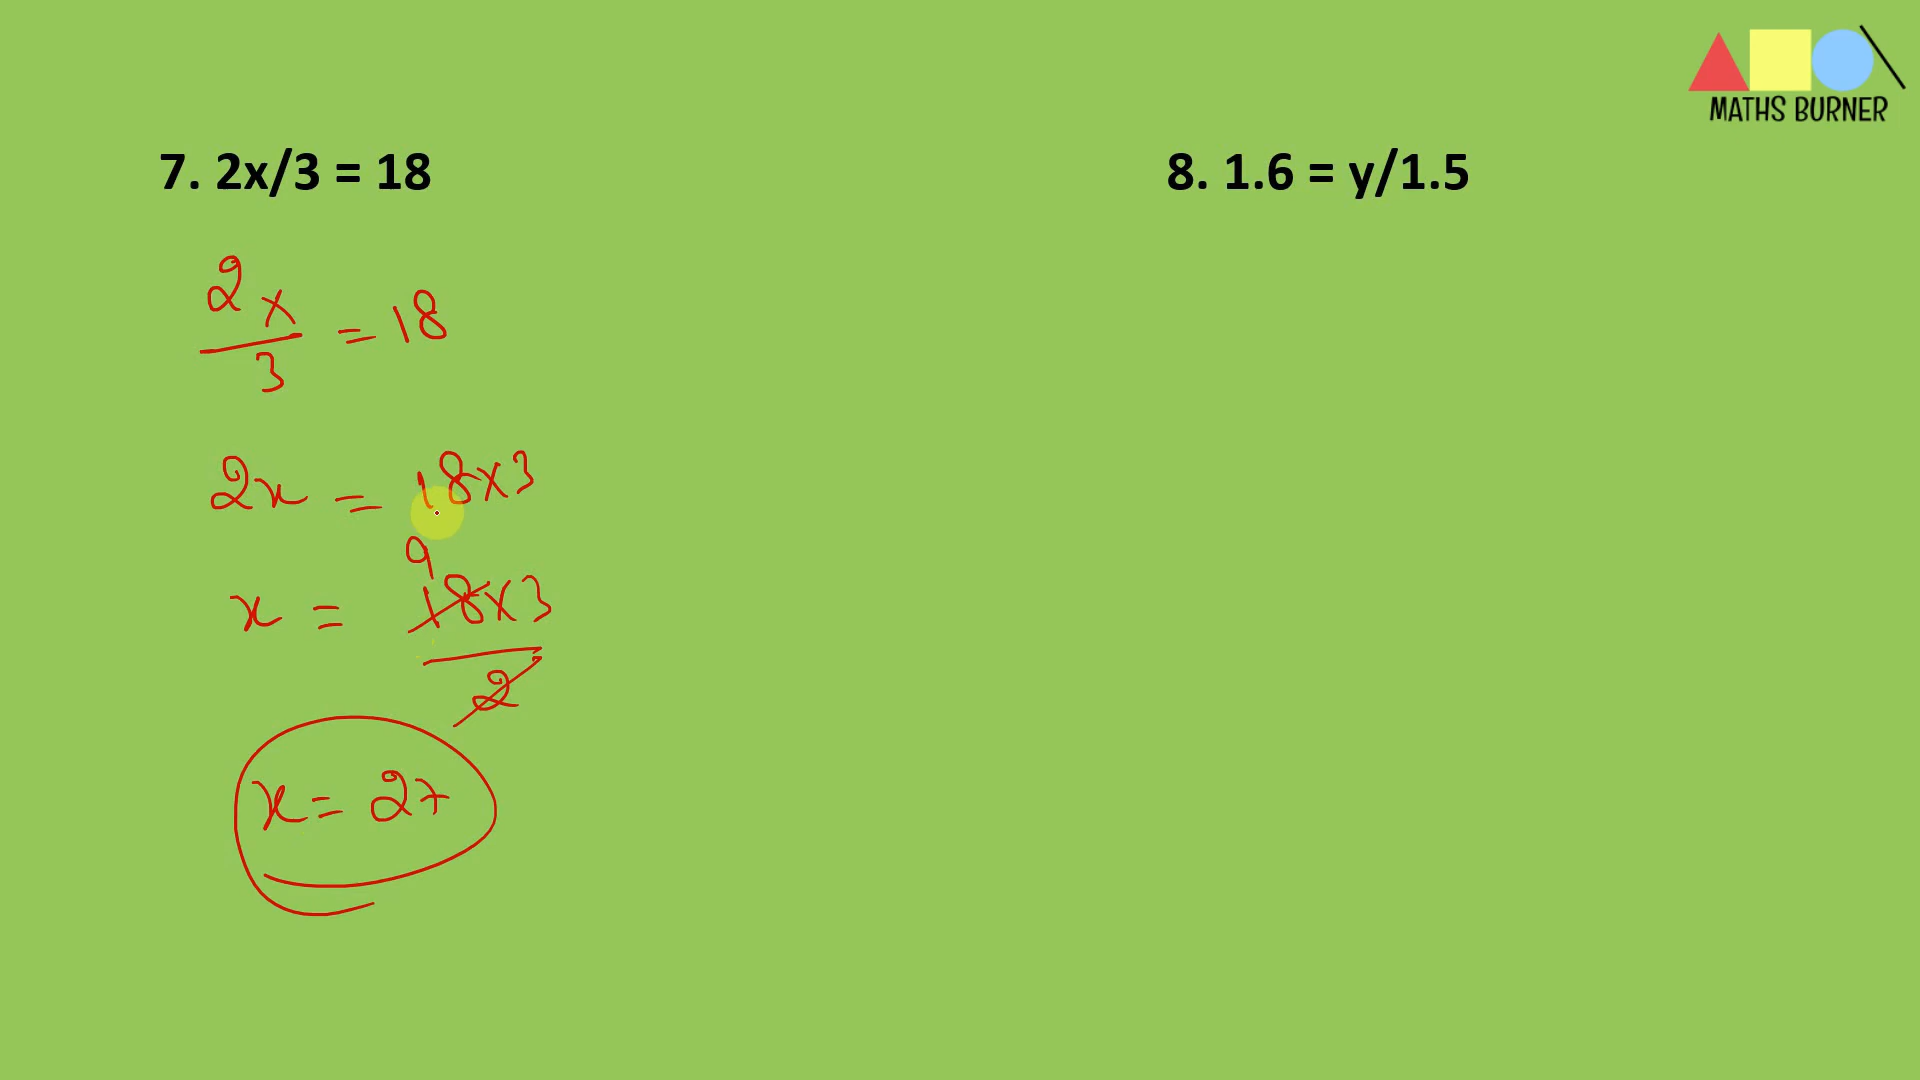 MATHS BURNER
7. 2x/3 = 18
2x/3 = 18
2x = 18x3
9
x = 18x3/2
x = 27
8. 1.6 = y/1.5